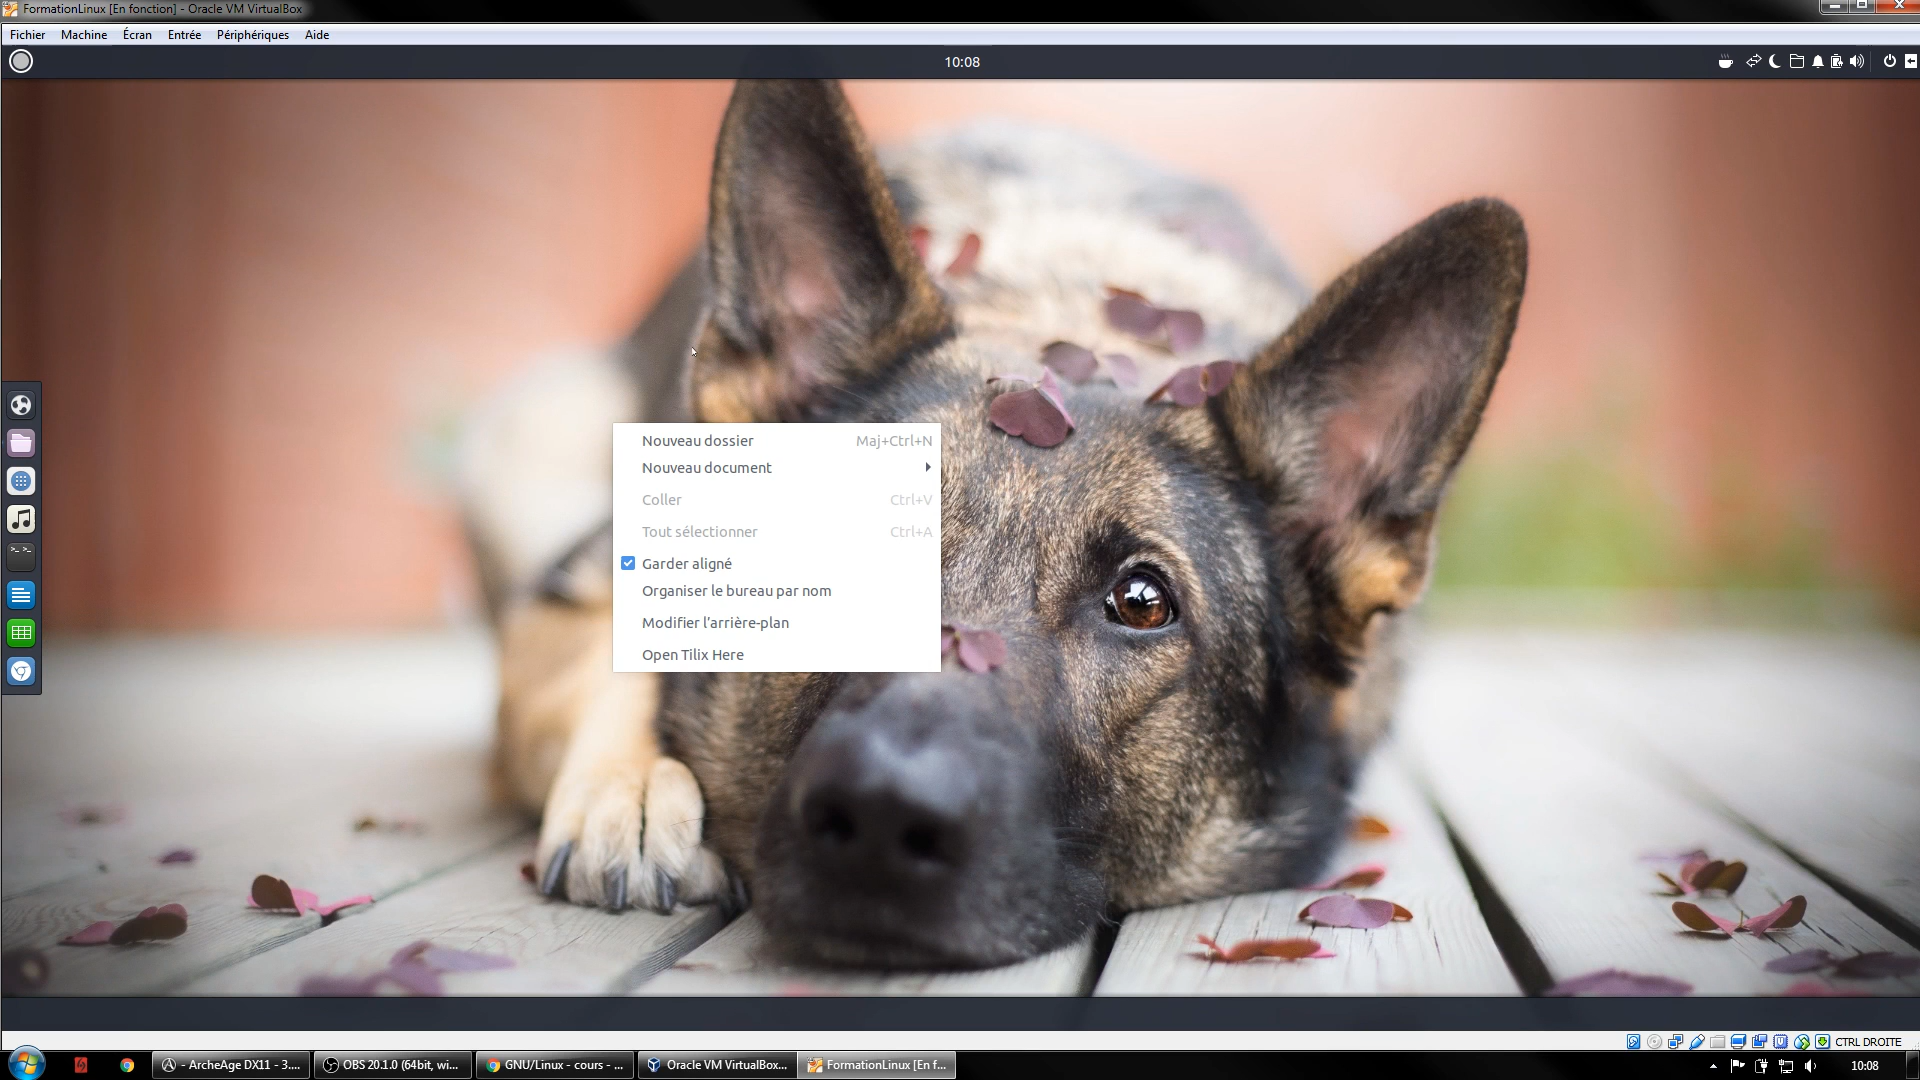 FormationLinux [En fonction] - Oracle VM VirtualBox
Fichier Machine Écran Entrée Périphériques Aide
10:08
Nouveau dossier Maj+Ctrl+N
Nouveau document
Coller Ctrl+V
Tout sélectionner Ctrl+A
Garder aligné
Organiser le bureau par nom
Modifier l'arrière-plan
Open Tilix Here
CTRL DROITE
- ArcheAge DX11 - 3.... OBS 20.1.0 (64bit, wi... GNU/Linux - cours - ... Oracle VM VirtualBox... FormationLinux [En f... 10:08